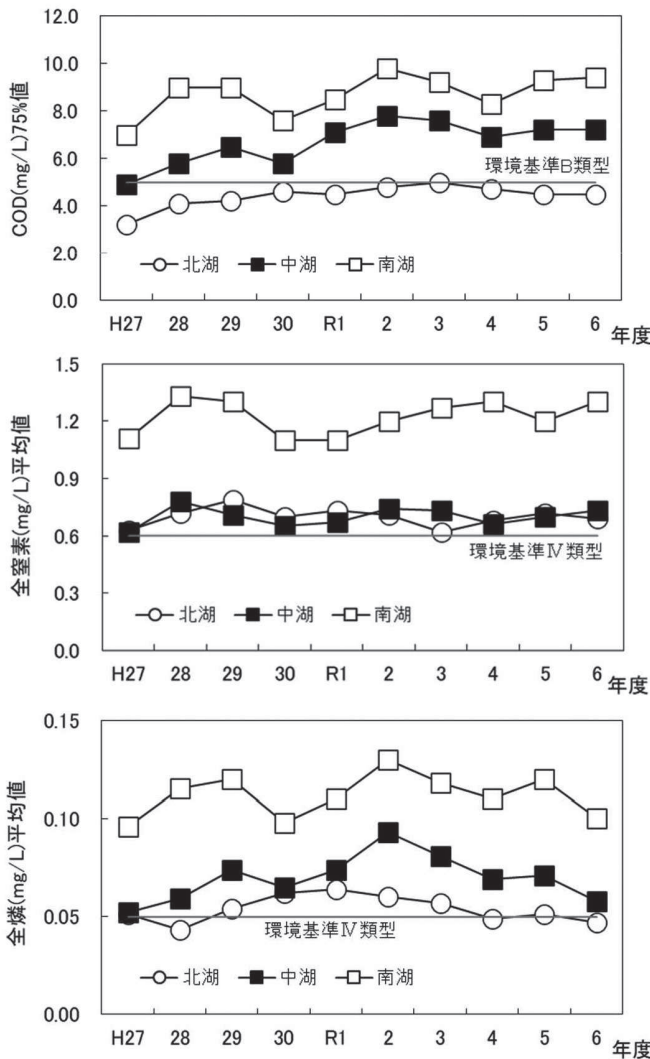 COD(mg/L)75%値
12.0
10.0
8.0
6.0
4.0
2.0
0.0
環境基準B類型
北湖 中湖 南湖
H27 28 29 30 R1 2 3 4 5 6 年度
全窒素(mg/L)平均値
1.5
1.2
0.9
0.6
0.3
0.0
環境基準Ⅳ類型
北湖 中湖 南湖
H27 28 29 30 R1 2 3 4 5 6 年度
全燐(mg/L)平均値
0.15
0.10
0.05
0.00
環境基準Ⅳ類型
北湖 中湖 南湖
H27 28 29 30 R1 2 3 4 5 6 年度